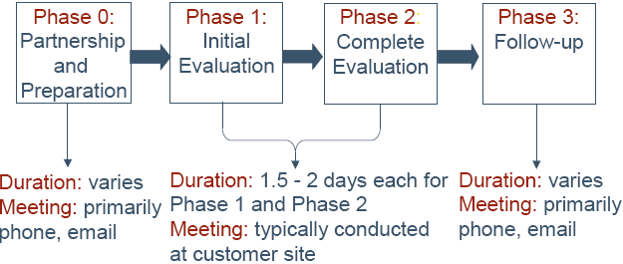 Phase 0:
Partnership
and
Preparation
Phase 1:
Initial
Evaluation
Phase 2:
Complete
Evaluation
Phase 3:
Follow-up
Duration: varies
Meeting: primarily
phone, email
Duration: 1.5 - 2 days each for
Phase 1 and Phase 2
Meeting: typically conducted
at customer site
Duration: varies
Meeting: primarily
phone, email